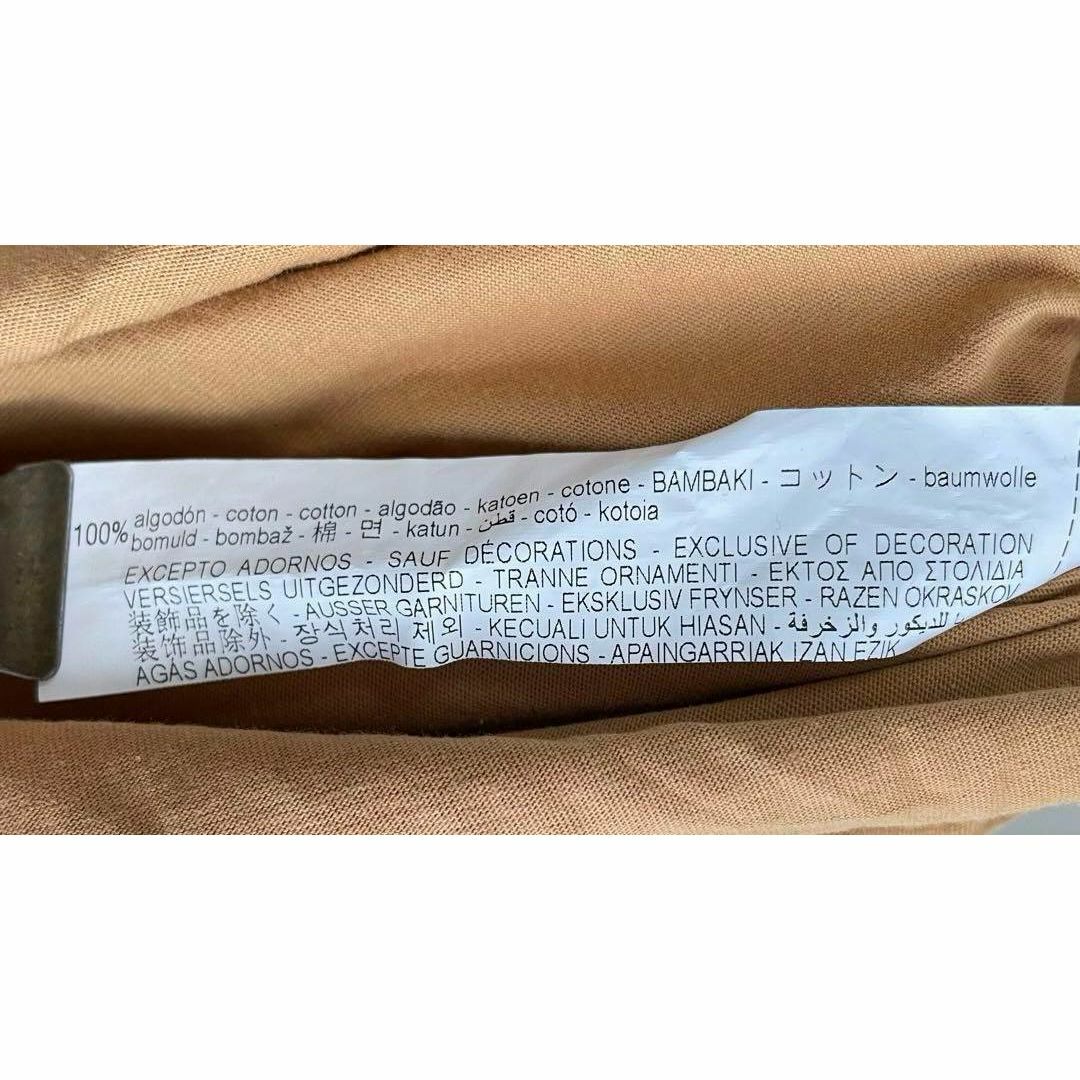 100% algodón - coton - cotton - algodão - katoen - cotone - BAMBAKI - コットン - baumwolle
bomuld - bombaž - 棉 - 면 - katun - قطن - cotó - kotoia
EXCEPTO ADORNOS - SAUF DÉCORATIONS - EXCLUSIVE OF DECORATION
VERSIERSELS UITGEZONDERD - TRANNE ORNAMENTI - ΕΚΤΟΣ ΑΠΟ ΣΤΟΛΙΔΙΑ
装飾品を除く - AUSSER GARNITUREN - EKSKLUSIV FRYNSER - RAZEN OKRASKOV
装饰品除外 - 장식처리 제외 - KECUALI UNTUK HIASAN - للديكور والزخرفة
AGÁS ADORNOS - EXCEPTE GUARNICIONS - APAINGARRIAK IZAN EZIK